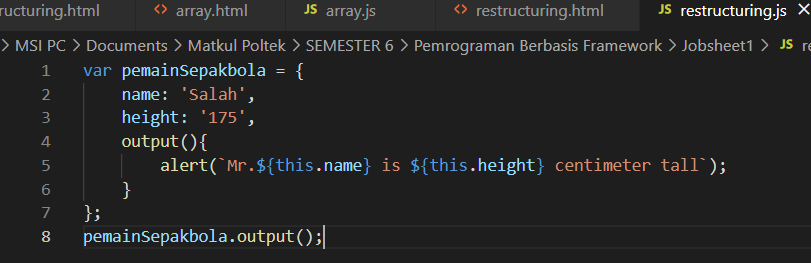 ucturing.html array.html JS array.js restructuring.html JS restructuring.js
> MSI PC > Documents > Matkul Poltek > SEMESTER 6 > Pemrograman Berbasis Framework > Jobsheet1 > JS re
1 var pemainSepakbola = {
2 name: 'Salah',
3 height: '175',
4 output(){
5 alert(`Mr.${this.name} is ${this.height} centimeter tall`);
6 }
7 };
8 pemainSepakbola.output();